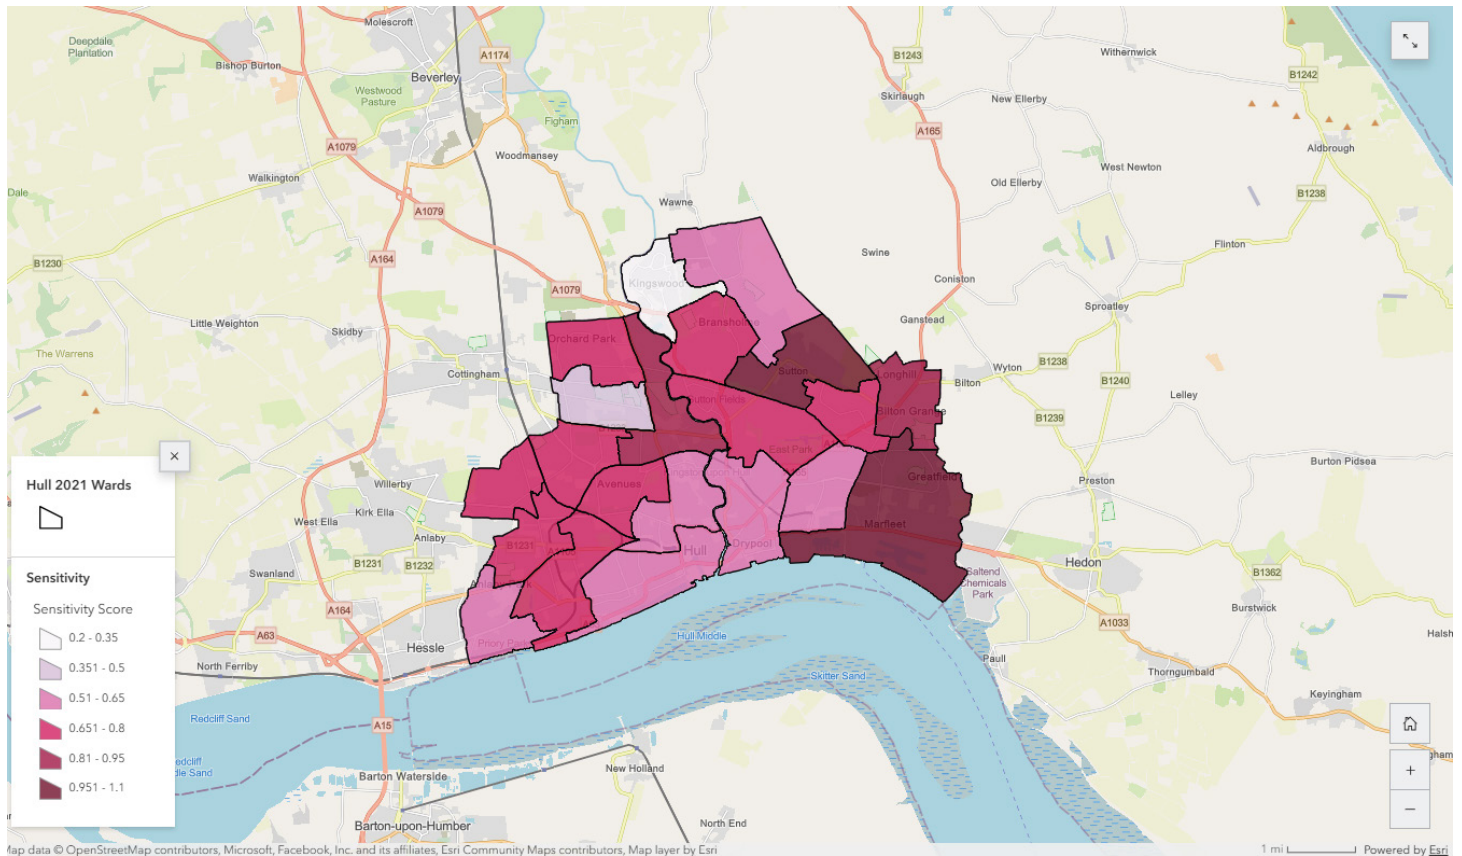 Molescroft
Deepdale
Plantation
Bishop Burton
A1174
Beverley
Westwood
Pasture
Figham
B1243
Withernwick
B1242
Skirlaugh
New Ellerby
A165
Aldbrough
A1079
Woodmansey
Walkington
West Newton
Dale
Old Ellerby
B1238
A1079
Wawne
Flinton
B1230
A164
Swine
Coniston
Kingswood
A1079
Sproatley
Little Weighton
Skidby
Ganstead
Bransholme
Orchard Park
The Warrens
Cottingham
Sutton
Longhill
Wyton
B1238
Bilton
B1240
Lelley
Sutton Fields
Bilton Grange
B1239
East Park
Burton Pidsea
Hull 2021 Wards
Willerby
Avenues
Greatfield
Preston
Kirk Ella
West Ella
Marfleet
Anlaby
B1231
Hull
Drypool
B1231
B1232
Hedon
Sensitivity
Swanland
Saltend
Chemicals
Park
B1362
Sensitivity Score
A164
Burstwick
0.2 - 0.35
A63
Hessle
Priory Park
Hull Middle
A1033
Halsh
0.351 - 0.5
North Ferriby
Paull
Thorngumbald
0.51 - 0.65
Skitter Sand
Keyingham
0.651 - 0.8
Redcliff Sand
A15
0.81 - 0.95
edcliff
dle Sand
Barton Waterside
New Holland
gham
0.951 - 1.1
Barton-upon-Humber
North End
Map data © OpenStreetMap contributors, Microsoft, Facebook, Inc. and its affiliates, Esri Community Maps contributors, Map layer by Esri
1 mi
Powered by Esri